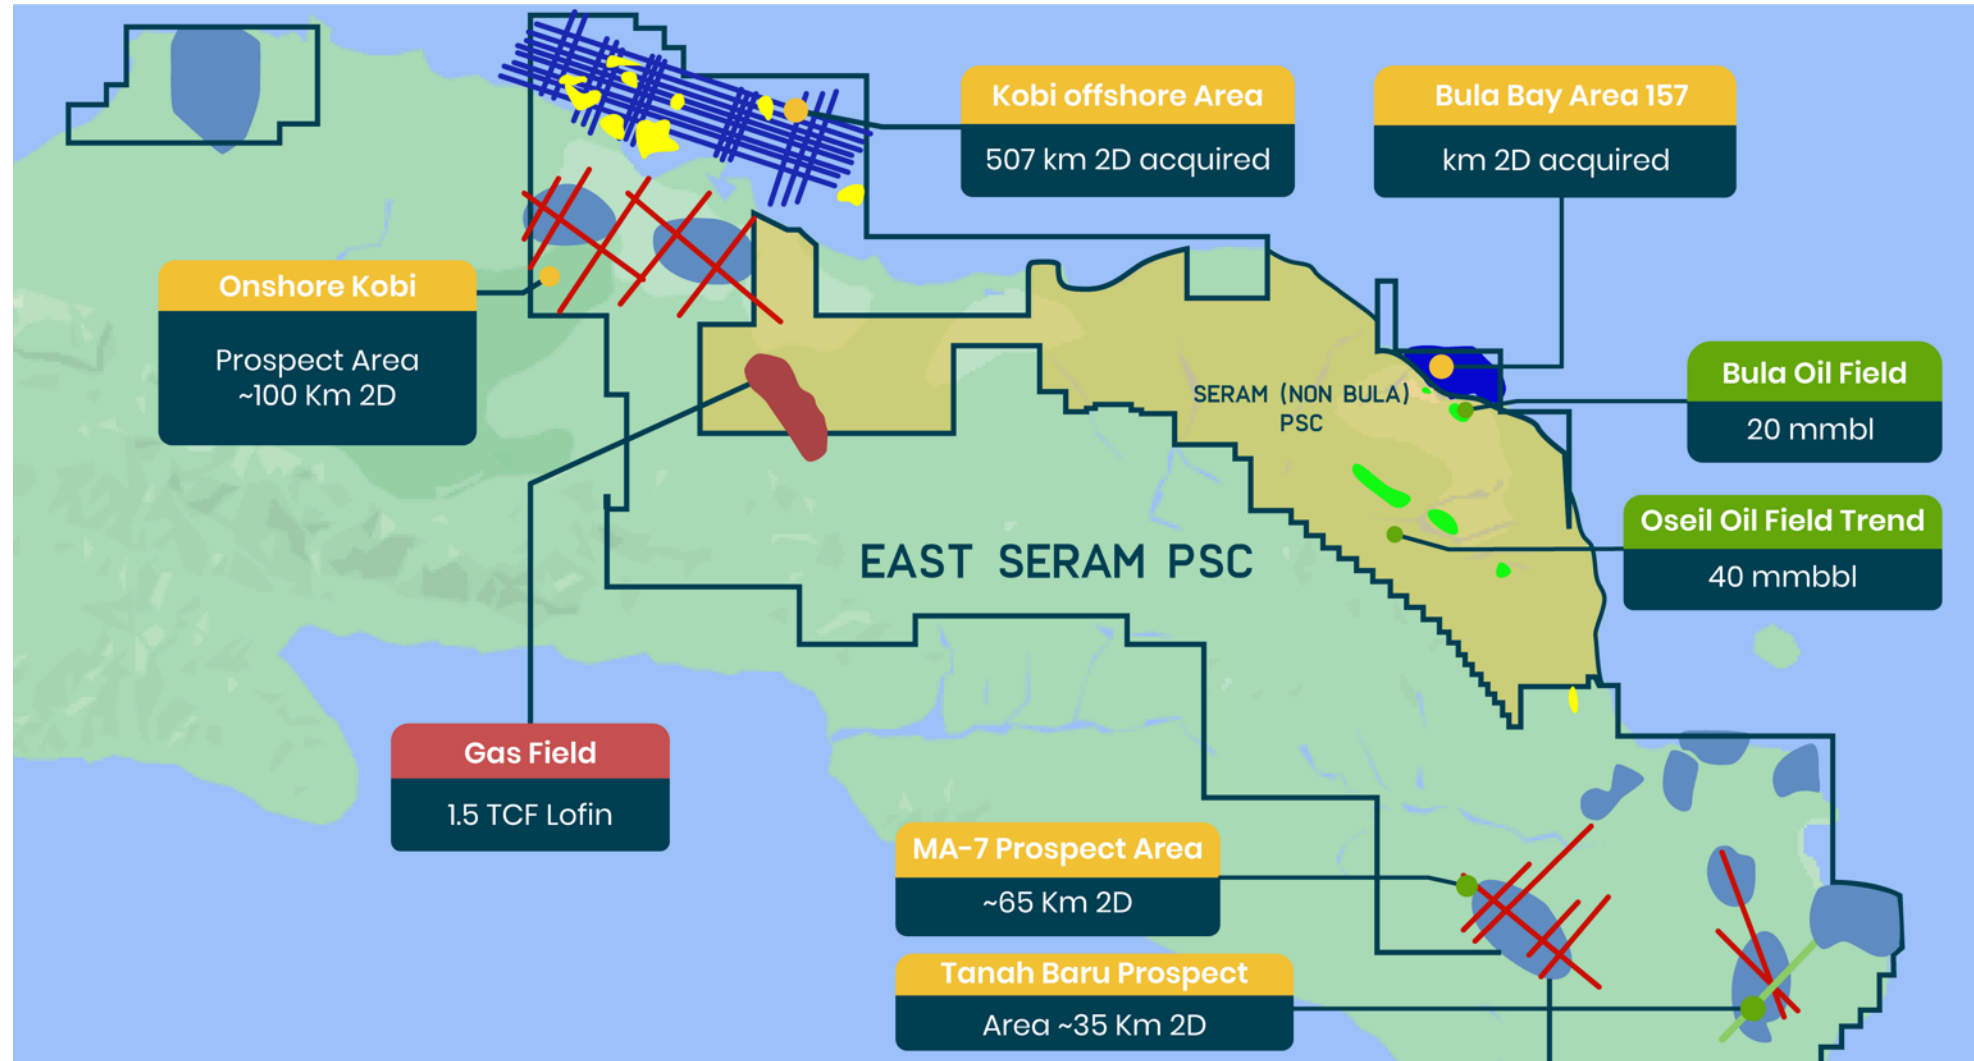 Kobi offshore Area
507 km 2D acquired
Bula Bay Area 157
km 2D acquired
Onshore Kobi
Prospect Area
~100 Km 2D
SERAM (NON BULA)
PSC
Bula Oil Field
20 mmbl
Oseil Oil Field Trend
40 mmbbl
EAST SERAM PSC
Gas Field
1.5 TCF Lofin
MA-7 Prospect Area
~65 Km 2D
Tanah Baru Prospect
Area ~35 Km 2D